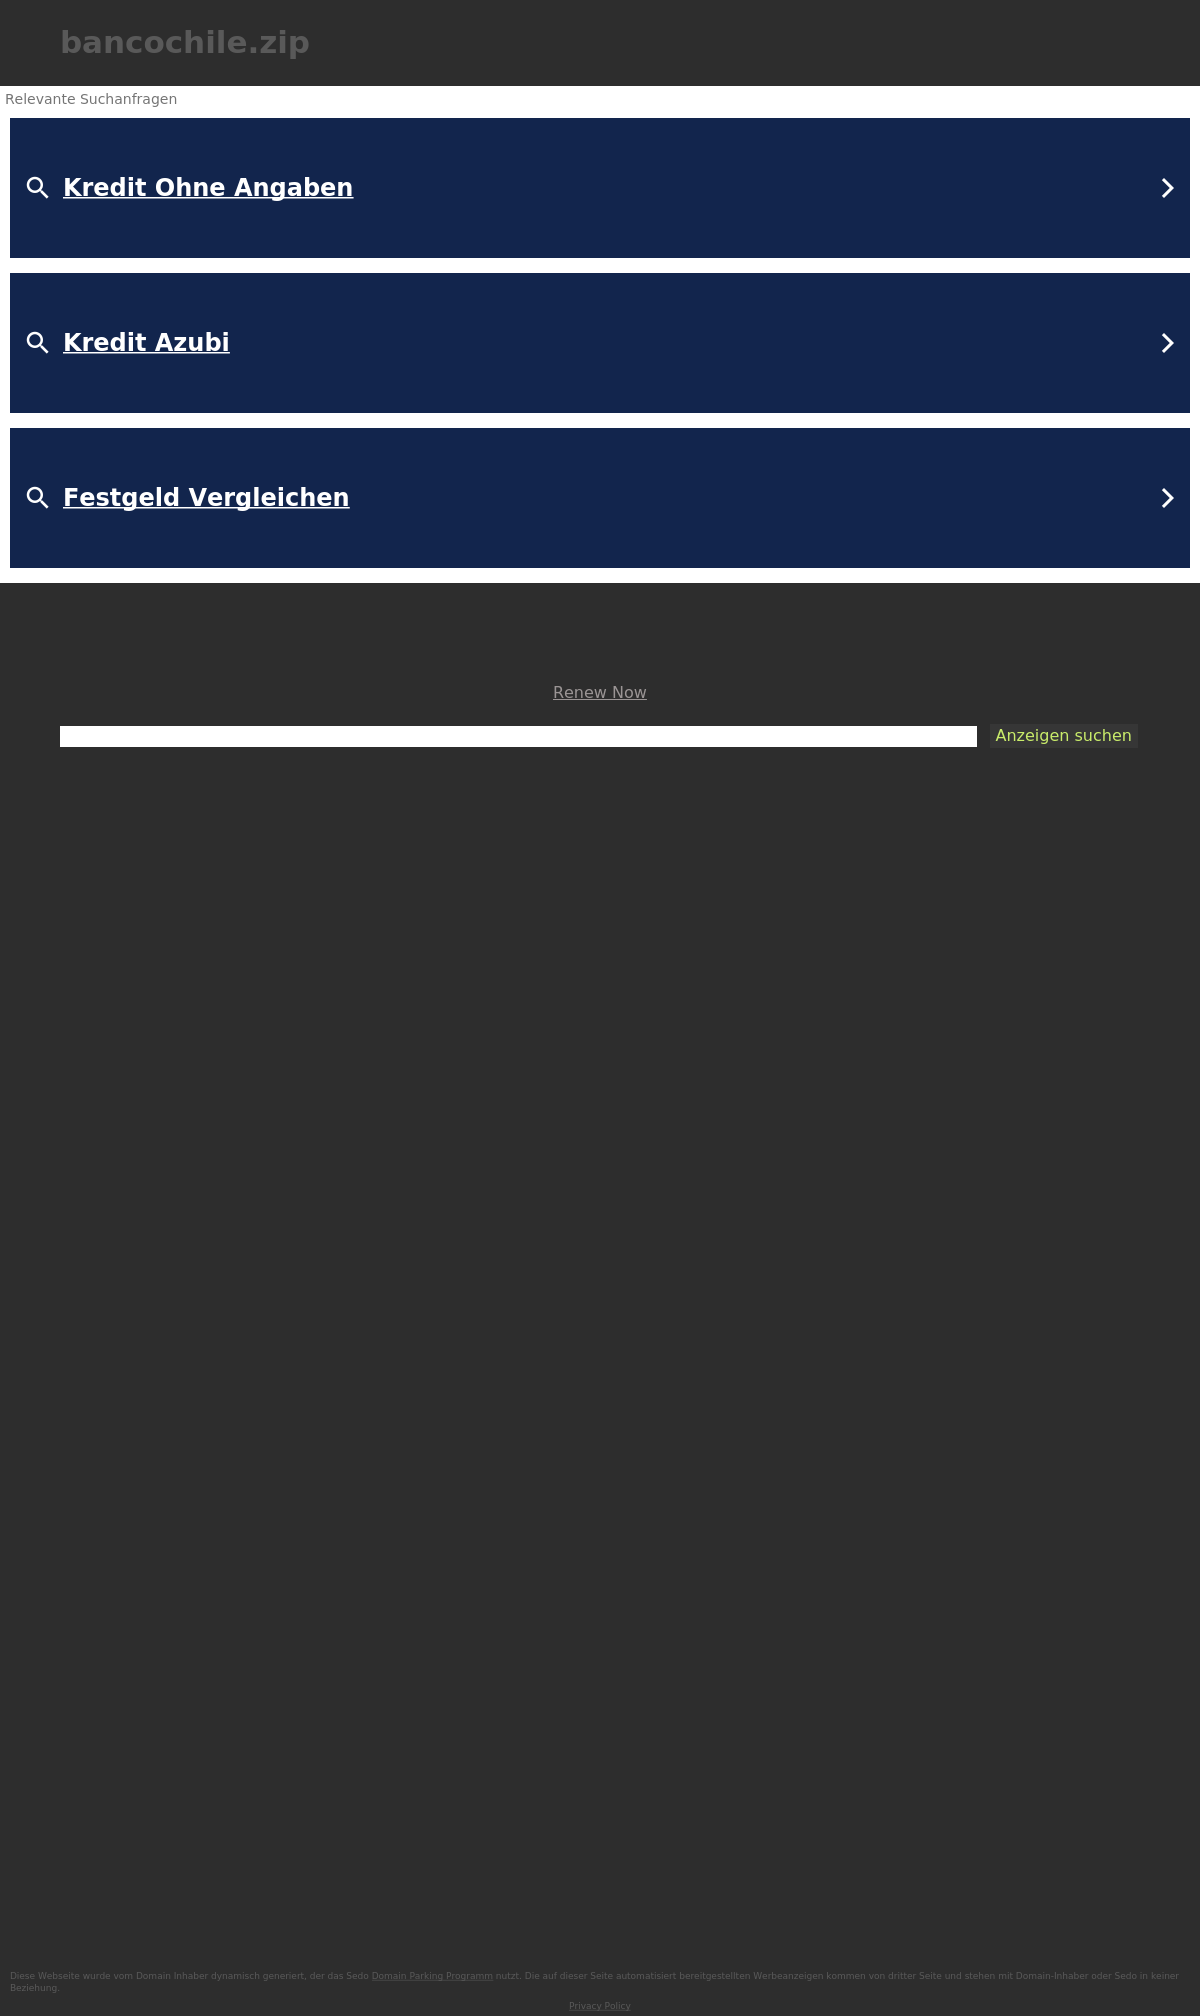 bancochile.zip
Relevante Suchanfragen
Kredit Ohne Angaben
Kredit Azubi
Festgeld Vergleichen
Renew Now
Anzeigen suchen
Diese Webseite wurde vom Domain Inhaber dynamisch generiert, der das Sedo Domain Parking Programm nutzt. Die auf dieser Seite automatisiert bereitgestellten Werbeanzeigen kommen von dritter Seite und stehen mit Domain-Inhaber oder Sedo in keiner
Beziehung.
Privacy Policy